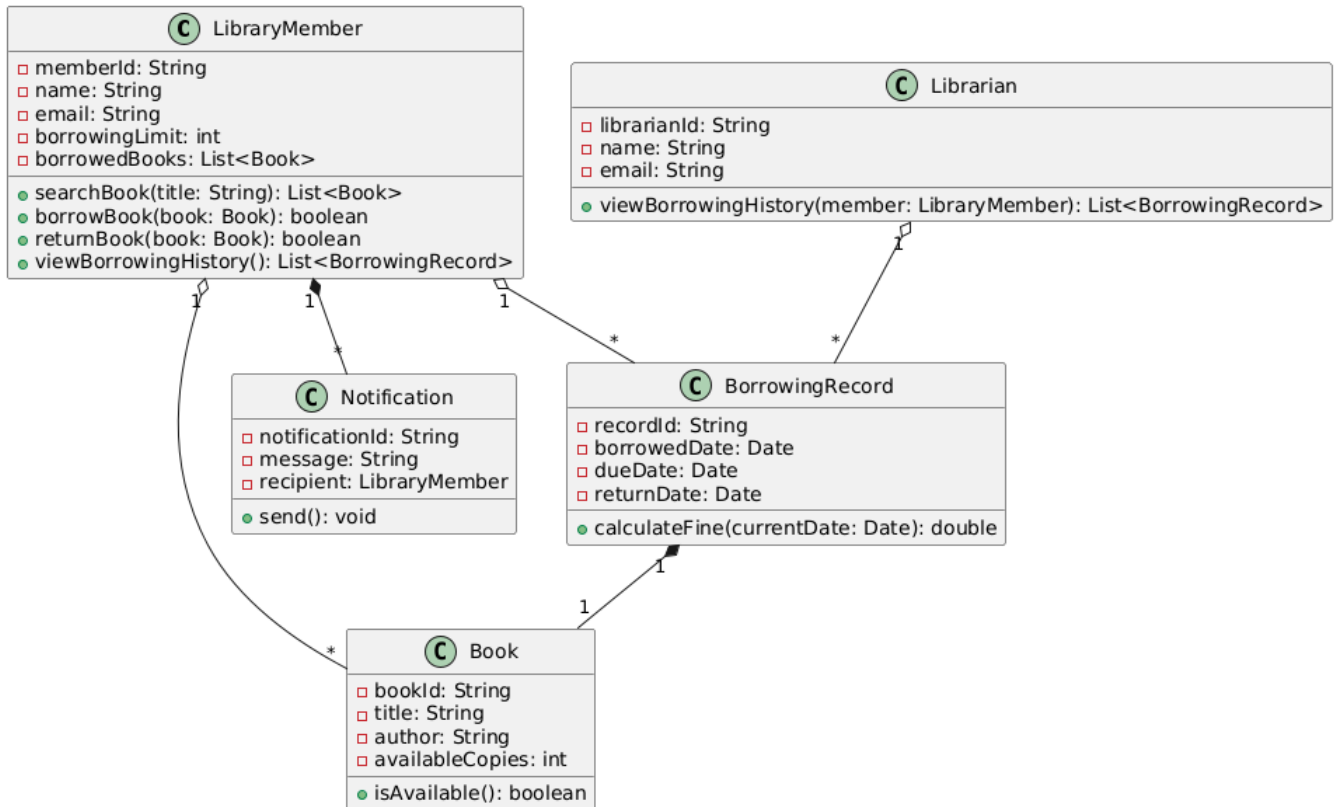 C LibraryMember
memberId: String
name: String
email: String
borrowingLimit: int
borrowedBooks: List<Book>
searchBook(title: String): List<Book>
borrowBook(book: Book): boolean
returnBook(book: Book): boolean
viewBorrowingHistory(): List<BorrowingRecord>
C Librarian
librarianId: String
name: String
email: String
viewBorrowingHistory(member: LibraryMember): List<BorrowingRecord>
1
1
1
1
*
*
*
C Notification
notificationId: String
message: String
recipient: LibraryMember
send(): void
C BorrowingRecord
recordId: String
borrowedDate: Date
dueDate: Date
returnDate: Date
calculateFine(currentDate: Date): double
1
1
*
C Book
bookId: String
title: String
author: String
availableCopies: int
isAvailable(): boolean